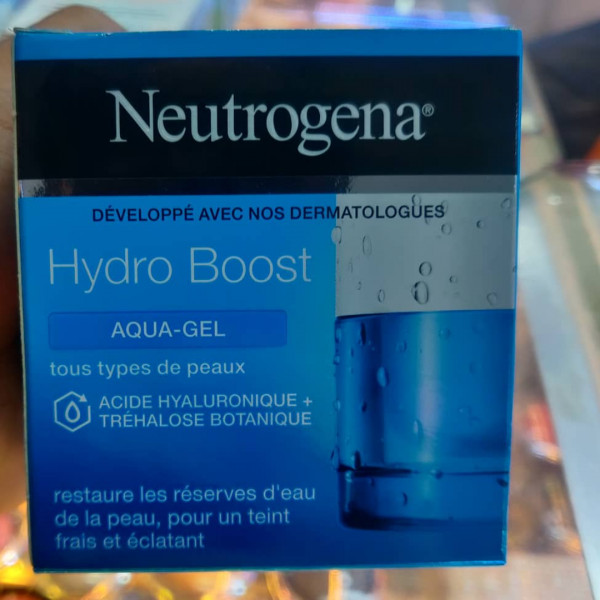 Neutrogena®
DÉVELOPPÉ AVEC NOS DERMATOLOGUES
Hydro Boost
AQUA-GEL
tous types de peaux
ACIDE HYALURONIQUE +
TRÉHALOSE BOTANIQUE
restaure les réserves d'eau
de la peau, pour un teint
frais et éclatant